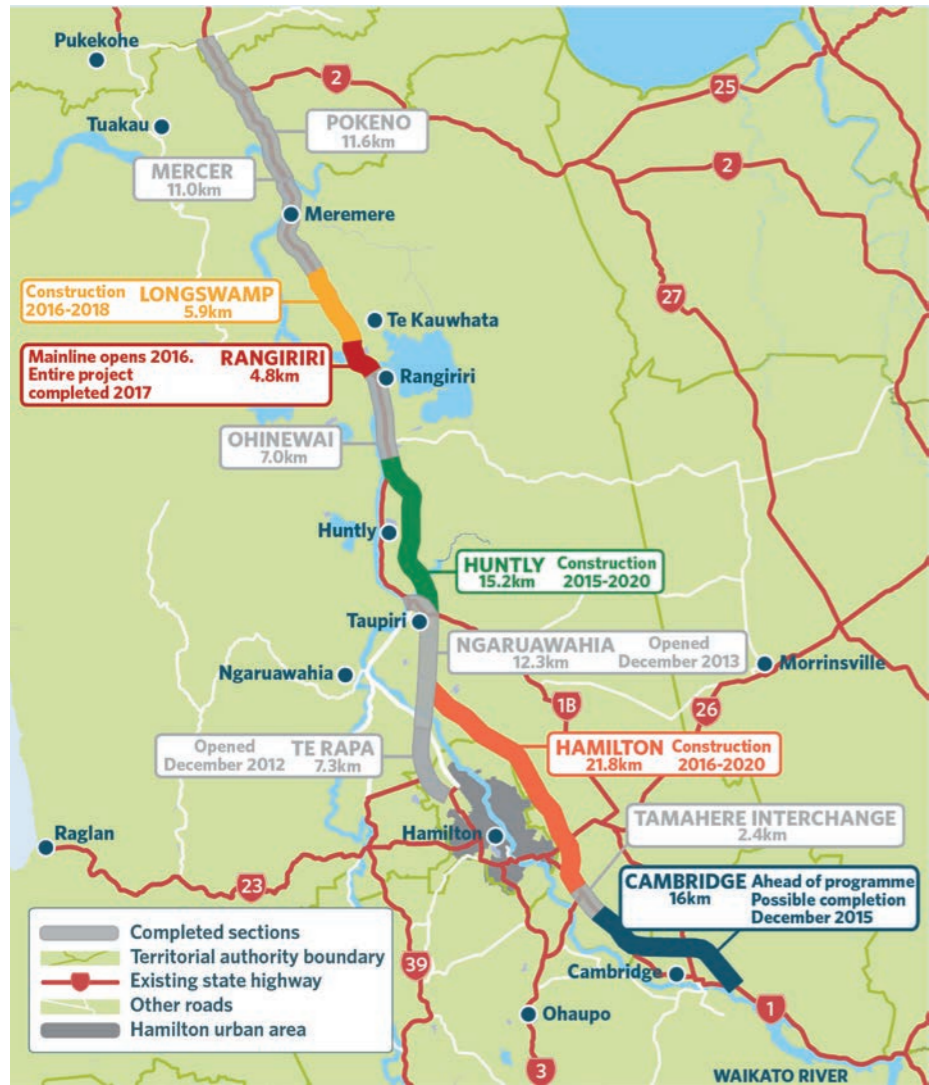 Pukekohe
2
25
POKENO
11.6km
Tuakau
MERCER
11.0km
2
Meremere
27
Construction
2016-2018
LONGSWAMP
5.9km
Te Kauwhata
Mainline opens 2016.
Entire project
completed 2017
RANGIRIRI
4.8km
Rangiriri
OHINEWAI
7.0km
Huntly
HUNTLY
15.2km
Construction
2015-2020
Taupiri
NGARUAWAHIA
12.3km
Opened
December 2013
Morrinsville
Ngaruawahia
1B
26
Opened
December 2012
TE RAPA
7.3km
HAMILTON
21.8km
Construction
2016-2020
TAMAHERE INTERCHANGE
2.4km
Raglan
Hamilton
23
CAMBRIDGE
16km
Ahead of programme
Possible completion
December 2015
Completed sections
Territorial authority boundary
Existing state highway
Other roads
Hamilton urban area
39
Cambridge
1
Ohaupo
3
WAIKATO RIVER